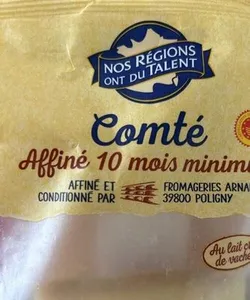 NOS RÉGIONS
ONT DU TALENT
Comté
Affiné 10 mois minimu
AFFINÉ ET
CONDITIONNÉ PAR
FROMAGERIES ARNA
39800 POLIGNY
Au lait c
de vache